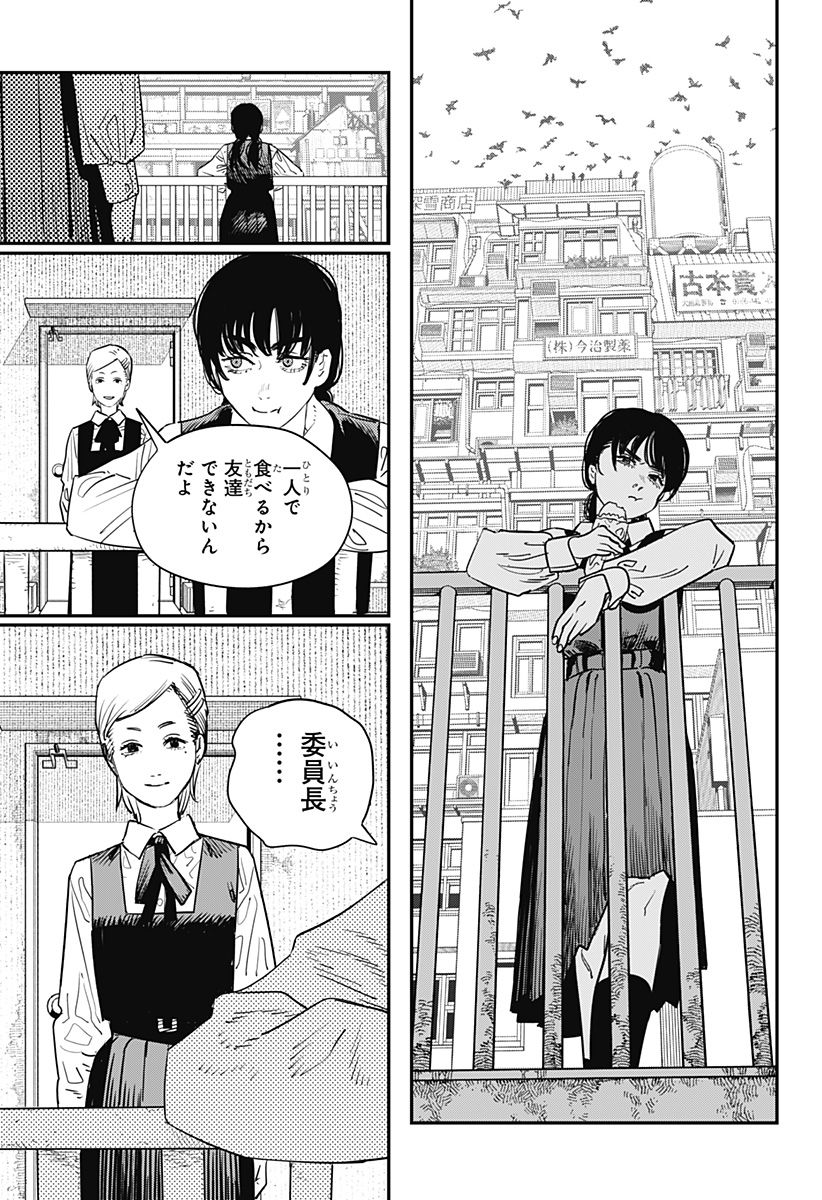 深雪商店
古本買入
(株)今治製薬
一人で
食べるから
友達
できないん
だよ
委員長
……